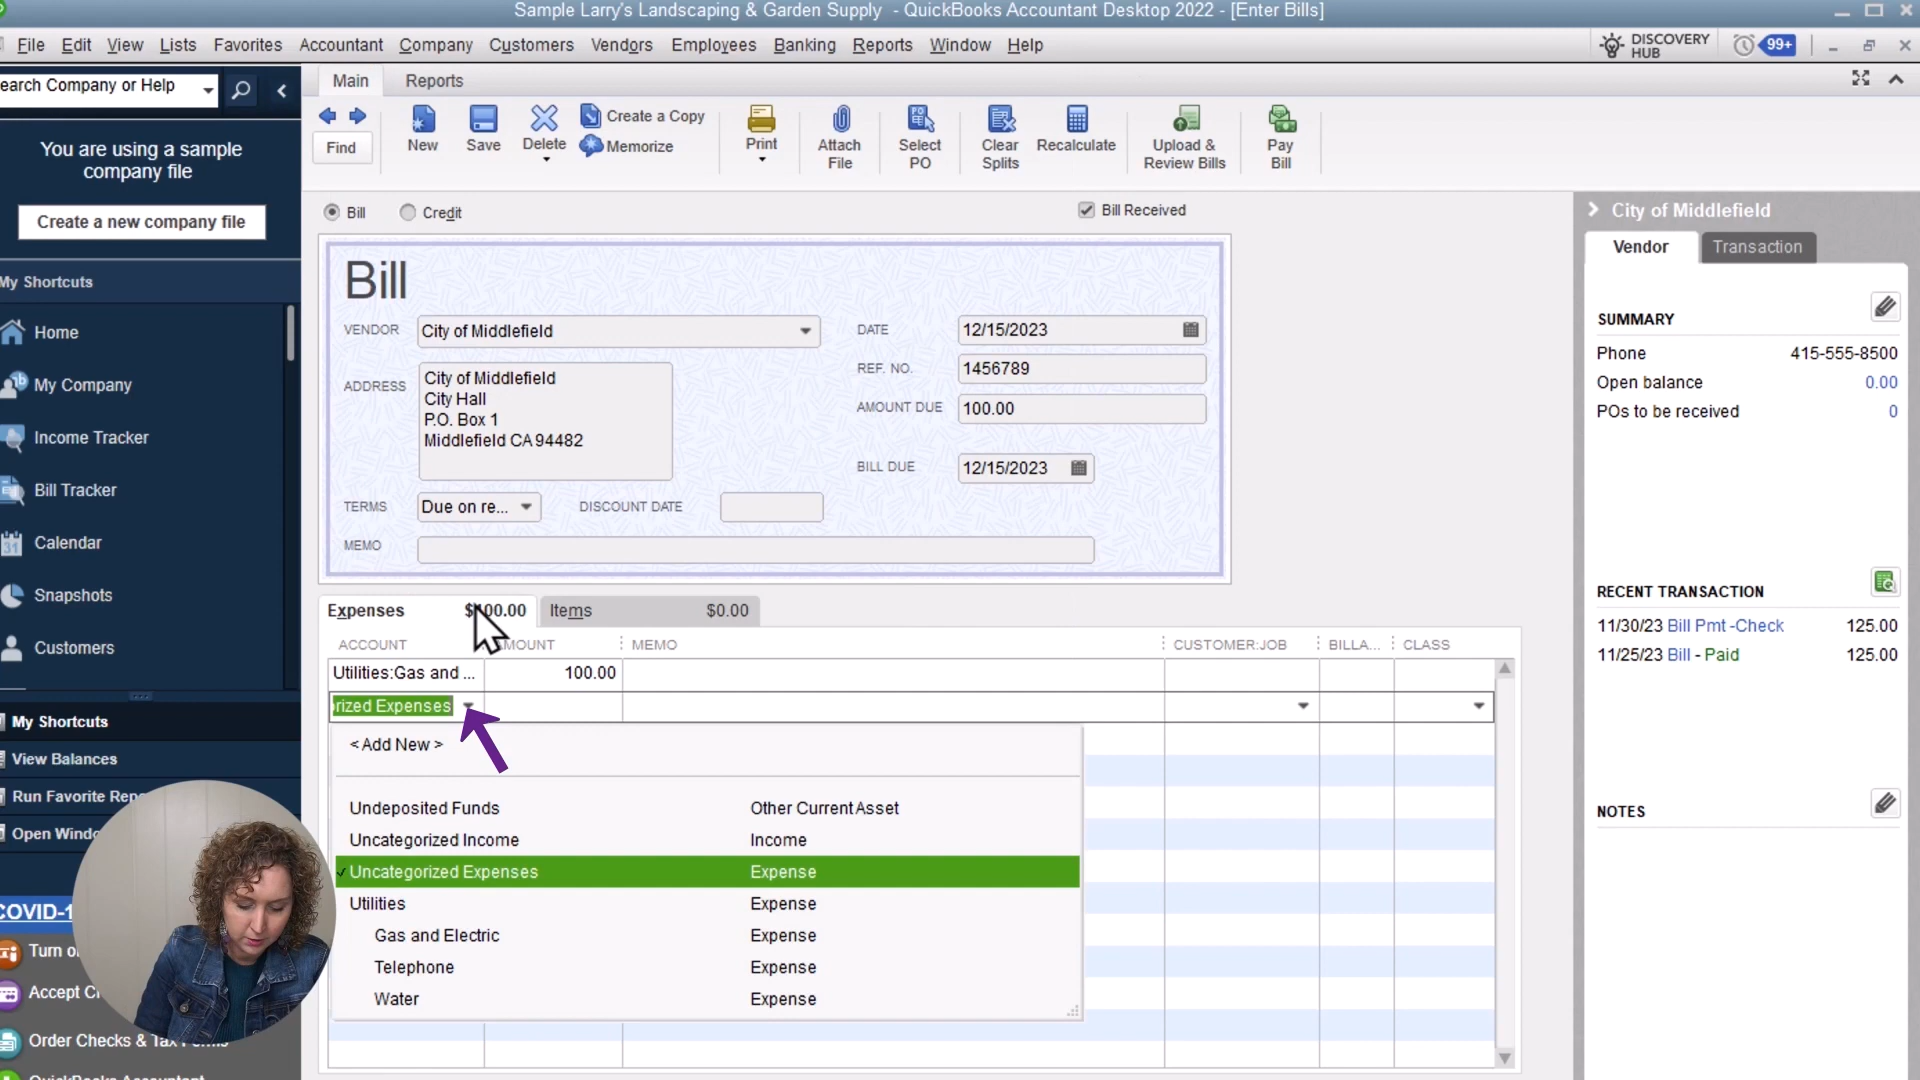 Sample Larry's Landscaping & Garden Supply - QuickBooks Accountant Desktop 2022 - [Enter Bills]
File Edit View Lists Favorites Accountant Company Customers Vendors Employees Banking Reports Window Help
DISCOVERY HUB
99+
earch Company or Help
Main Reports
You are using a sample
company file
Create a new company file
My Shortcuts
Home
My Company
Income Tracker
Bill Tracker
31
Calendar
Snapshots
Customers
My Shortcuts
View Balances
Run Favorite Rep
Open Windo
COVID-1
Turn o
Accept C
Order Checks & Tax Forms
QuickBooks Accountant
Find
New
Save
Delete
Create a Copy
Memorize
Print
Attach
File
Select
PO
Clear
Splits
Recalculate
Upload &
Review Bills
Pay
Bill
Bill Credit
Bill Received
Bill
VENDOR City of Middlefield
ADDRESS
City of Middlefield
City Hall
P.O. Box 1
Middlefield CA 94482
TERMS Due on re...
DISCOUNT DATE
MEMO
DATE 12/15/2023
REF. NO. 1456789
AMOUNT DUE 100.00
BILL DUE 12/15/2023
Expenses $100.00
Items $0.00
ACCOUNT AMOUNT MEMO CUSTOMER:JOB BILLA... CLASS
Utilities:Gas and ... 100.00
rized Expenses
< Add New >
Undeposited Funds Other Current Asset
Uncategorized Income Income
Uncategorized Expenses Expense
Utilities Expense
Gas and Electric Expense
Telephone Expense
Water Expense
City of Middlefield
Vendor Transaction
SUMMARY
Phone 415-555-8500
Open balance 0.00
POs to be received 0
RECENT TRANSACTION
11/30/23 Bill Pmt -Check 125.00
11/25/23 Bill - Paid 125.00
NOTES